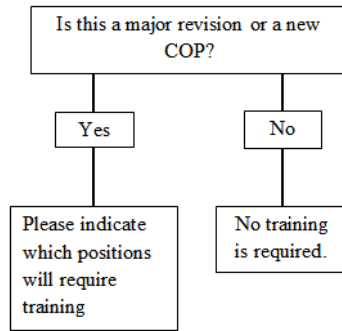 Is this a major revision or a new
COP?
Yes
No
Please indicate
which positions
will require
training
No training
is required.